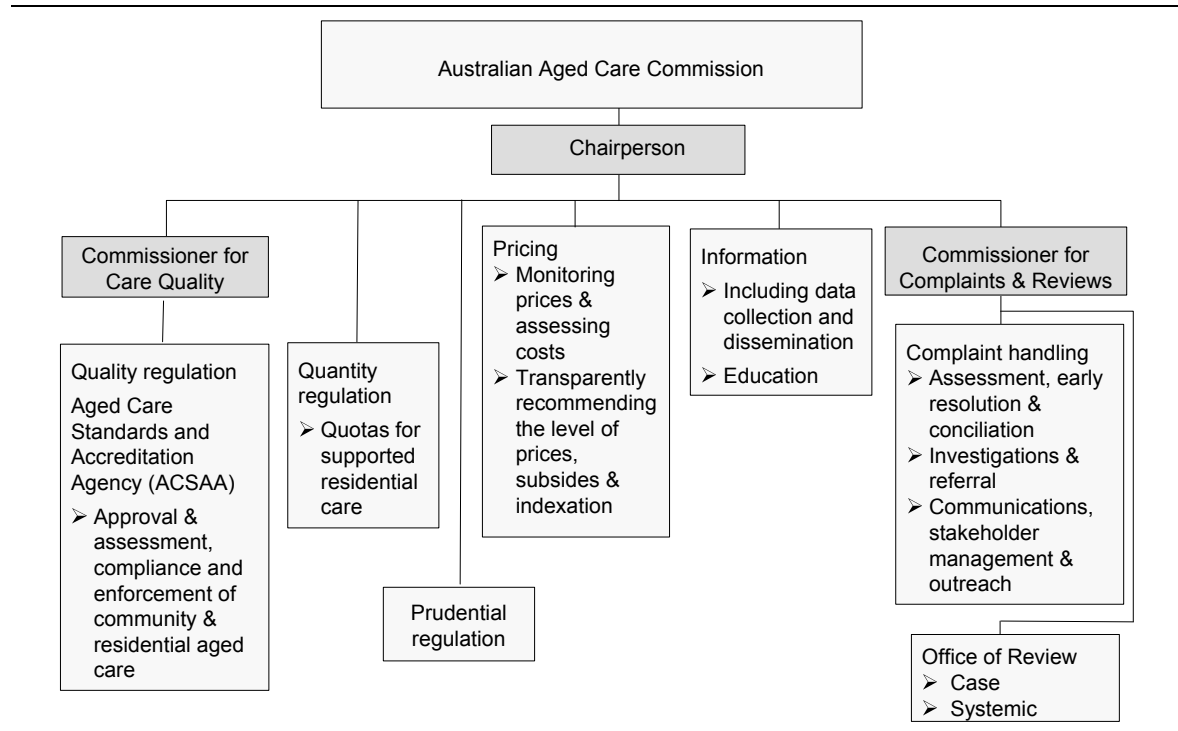 Australian Aged Care Commission
Chairperson
Commissioner for
Care Quality
Quality regulation
Aged Care
Standards and
Accreditation
Agency (ACSAA)
➢ Approval &
assessment,
compliance and
enforcement of
community &
residential aged
care
Quantity
regulation
➢ Quotas for
supported
residential
care
Prudential
regulation
Pricing
➢ Monitoring
prices &
assessing
costs
➢ Transparently
recommending
the level of
prices,
subsides &
indexation
Information
➢ Including data
collection and
dissemination
➢ Education
Commissioner for
Complaints & Reviews
Complaint handling
➢ Assessment, early
resolution &
conciliation
➢ Investigations &
referral
➢ Communications,
stakeholder
management &
outreach
Office of Review
➢ Case
➢ Systemic